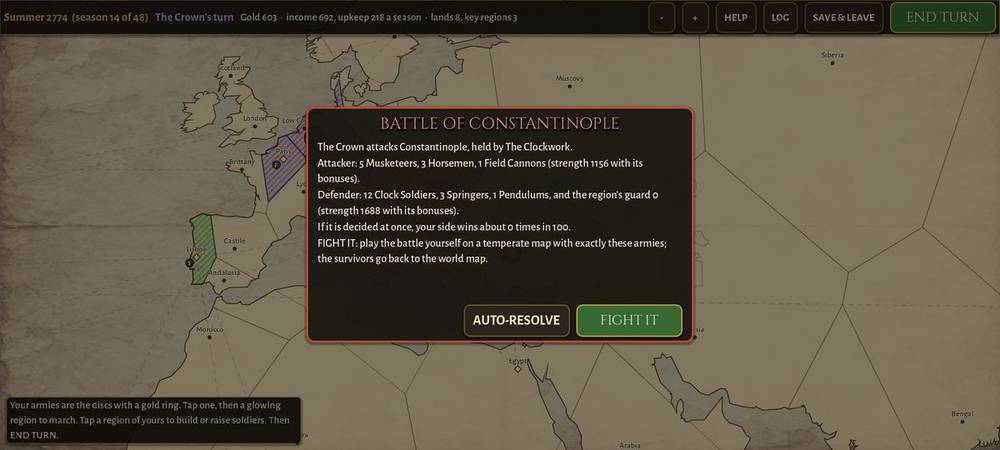 Summer 2774 (season 14 of 48) The Crown's turn Gold 603 · income 692, upkeep 218 a season · lands 8, key regions 3
- + HELP LOG SAVE & LEAVE END TURN
Scotland
Siberia
Muscovy
London
Low C
BATTLE OF CONSTANTINOPLE
The Crown attacks Constantinople, held by The Clockwork.
Attacker: 5 Musketeers, 3 Horsemen, 1 Field Cannons (strength 1156 with its
bonuses).
Defender: 12 Clock Soldiers, 3 Springers, 1 Pendulums, and the region's guard 0
(strength 1688 with its bonuses).
If it is decided at once, your side wins about 0 times in 100.
FIGHT IT: play the battle yourself on a temperate map with exactly these armies;
the survivors go back to the world map.
AUTO-RESOLVE FIGHT IT
Paris
Brittany
Ly
Lisbon
Castile
Andalusia
Morocco
sia
Egypt
Your armies are the discs with a gold ring. Tap one, then a glowing
region to march. Tap a region of yours to build or raise soldiers. Then
END TURN.
Bengal
Arabia